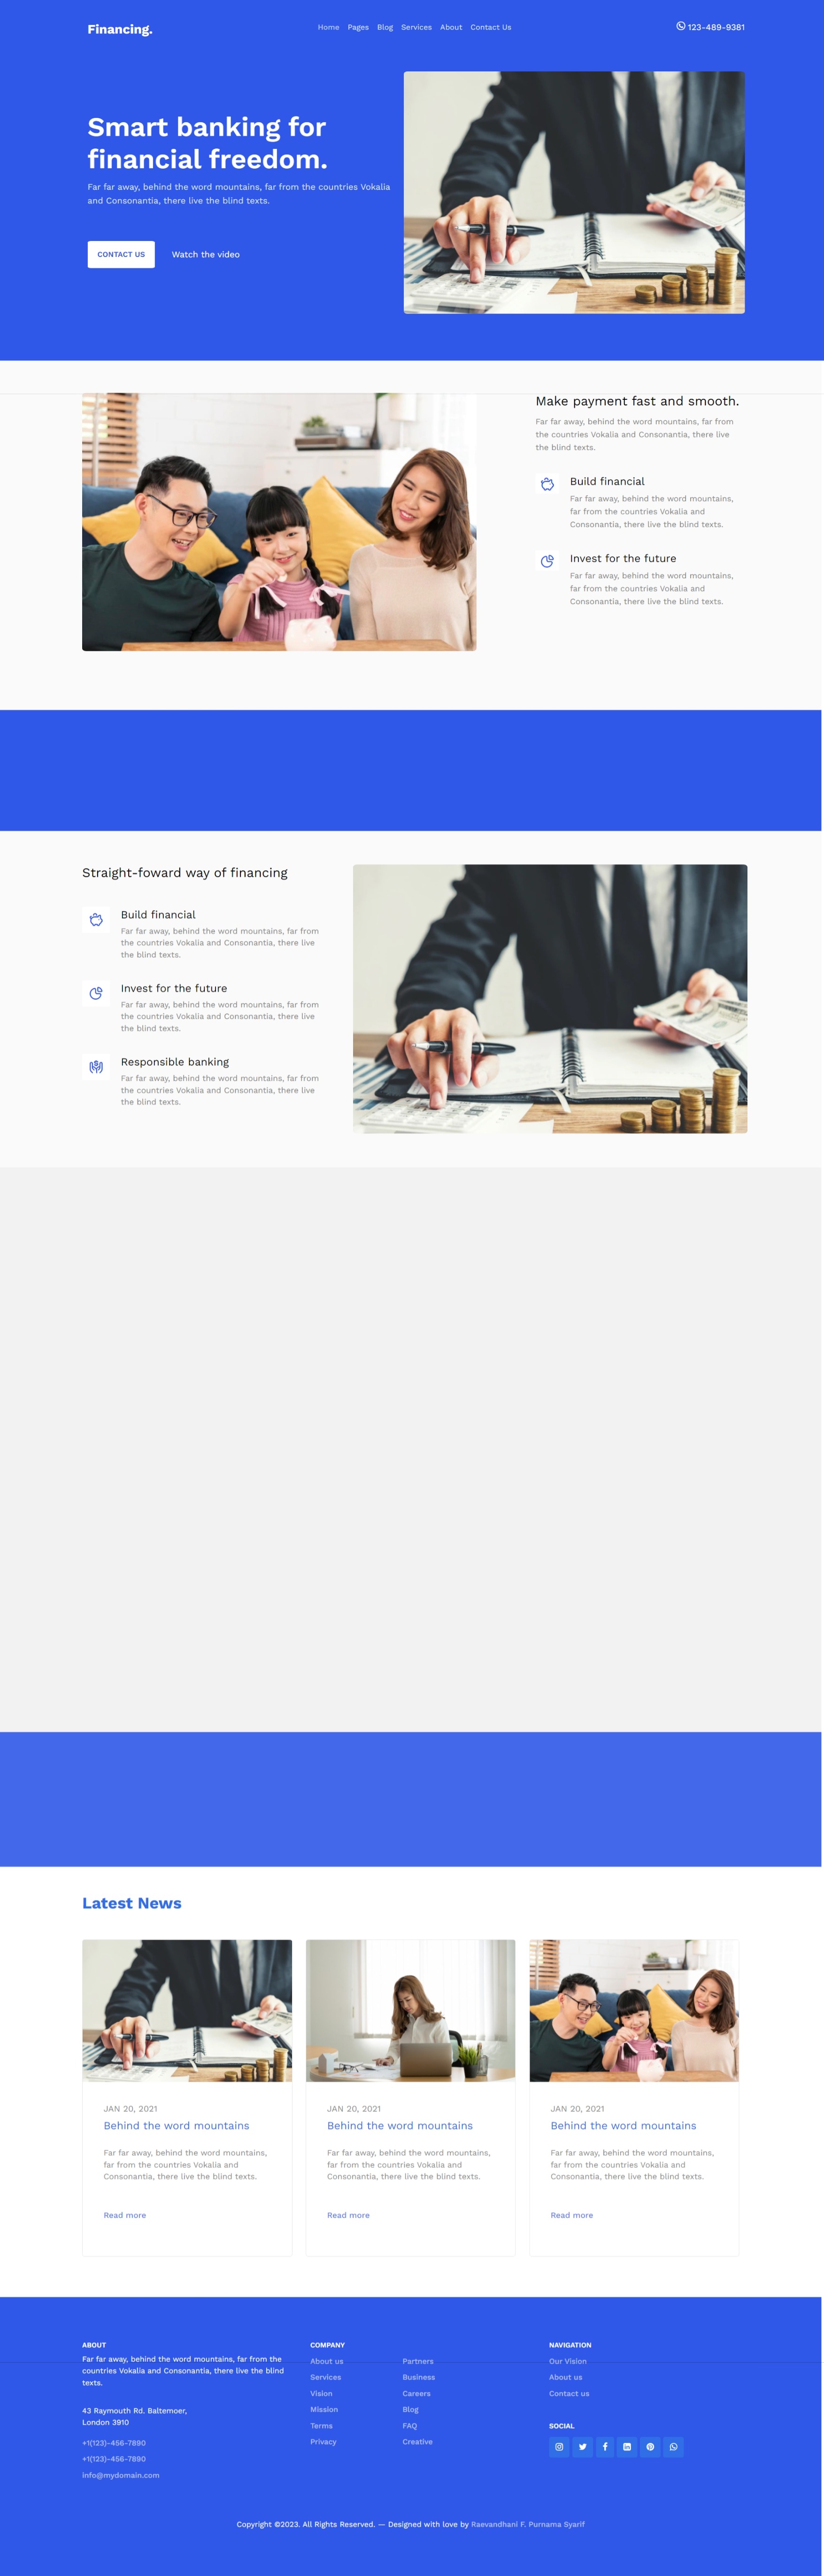 Financing.
Home Pages Blog Services About Contact Us
123-489-9381
Smart banking for
financial freedom.
Far far away, behind the word mountains, far from the countries Vokalia
and Consonantia, there live the blind texts.
CONTACT US
Watch the video
Make payment fast and smooth.
Far far away, behind the word mountains, far from
the countries Vokalia and Consonantia, there live
the blind texts.
Build financial
Far far away, behind the word mountains,
far from the countries Vokalia and
Consonantia, there live the blind texts.
Invest for the future
Far far away, behind the word mountains,
far from the countries Vokalia and
Consonantia, there live the blind texts.
Straight-foward way of financing
Build financial
Far far away, behind the word mountains, far from
the countries Vokalia and Consonantia, there live
the blind texts.
Invest for the future
Far far away, behind the word mountains, far from
the countries Vokalia and Consonantia, there live
the blind texts.
Responsible banking
Far far away, behind the word mountains, far from
the countries Vokalia and Consonantia, there live
the blind texts.
Latest News
JAN 20, 2021
Behind the word mountains
Far far away, behind the word mountains,
far from the countries Vokalia and
Consonantia, there live the blind texts.
Read more
JAN 20, 2021
Behind the word mountains
Far far away, behind the word mountains,
far from the countries Vokalia and
Consonantia, there live the blind texts.
Read more
JAN 20, 2021
Behind the word mountains
Far far away, behind the word mountains,
far from the countries Vokalia and
Consonantia, there live the blind texts.
Read more
ABOUT
Far far away, behind the word mountains, far from the
countries Vokalia and Consonantia, there live the blind
texts.
43 Raymouth Rd. Baltemoer,
London 3910
+1(123)-456-7890
+1(123)-456-7890
info@mydomain.com
COMPANY
About us
Services
Vision
Mission
Terms
Privacy
Partners
Business
Careers
Blog
FAQ
Creative
NAVIGATION
Our Vision
About us
Contact us
SOCIAL
Copyright ©2023. All Rights Reserved. — Designed with love by Raevandhani F. Purnama Syarif